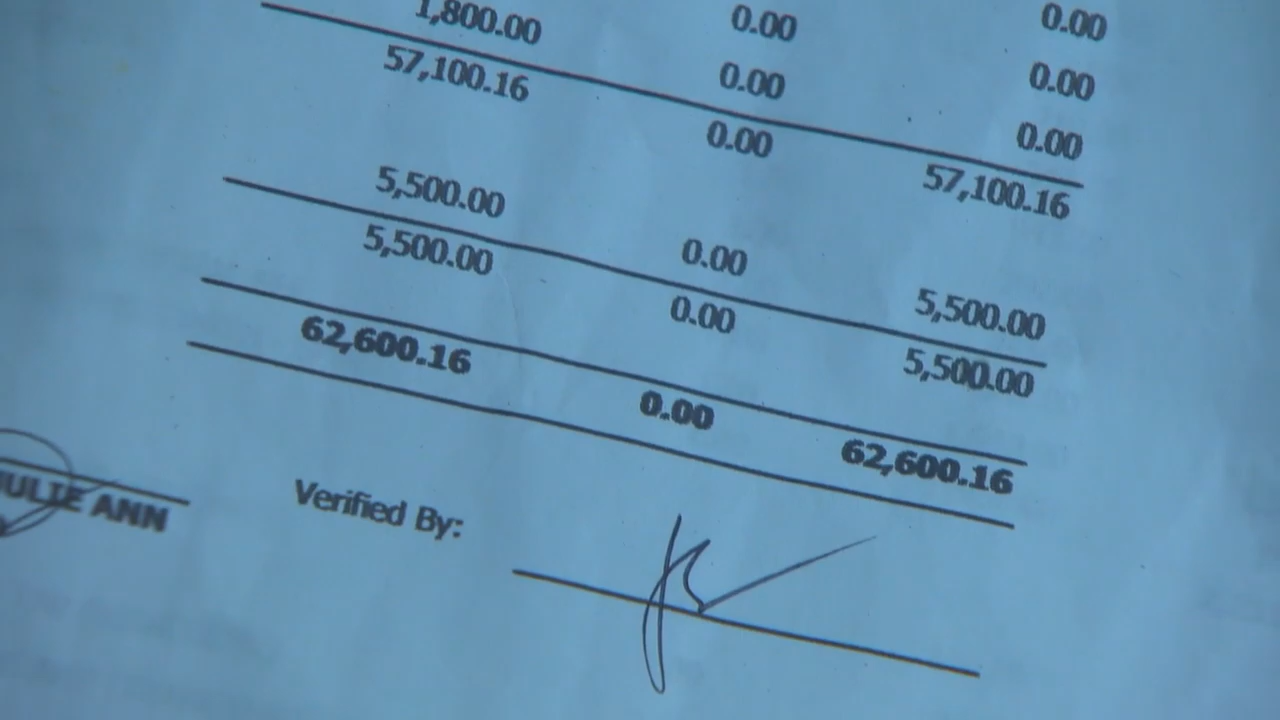 1,800.00 0.00 0.00
57,100.16 0.00 0.00
0.00 0.00
57,100.16
5,500.00 0.00 5,500.00
5,500.00 0.00 5,500.00
62,600.16 0.00 62,600.16
ANN
Verified By: